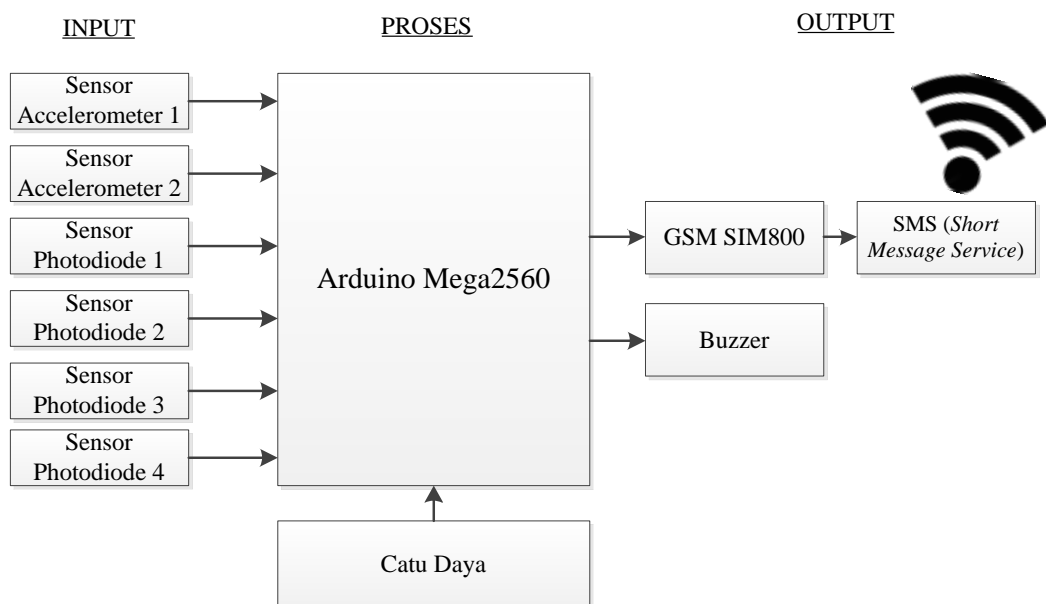 INPUT
PROSES
OUTPUT
Sensor
Accelerometer 1
Sensor
Accelerometer 2
Sensor
Photodiode 1
Sensor
Photodiode 2
Sensor
Photodiode 3
Sensor
Photodiode 4
Arduino Mega2560
Catu Daya
GSM SIM800
Buzzer
SMS (Short
Message Service)